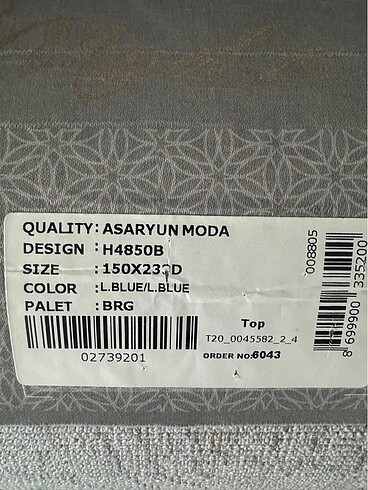 QUALITY: ASARYUN MODA
DESIGN : H4850B
SIZE :
COLOR : L.BLUE/L.BLUE
PALET : BRG
02739201
Top
T20_0045582_2_4
ORDER NO: 6043
008805
8 699900 335200